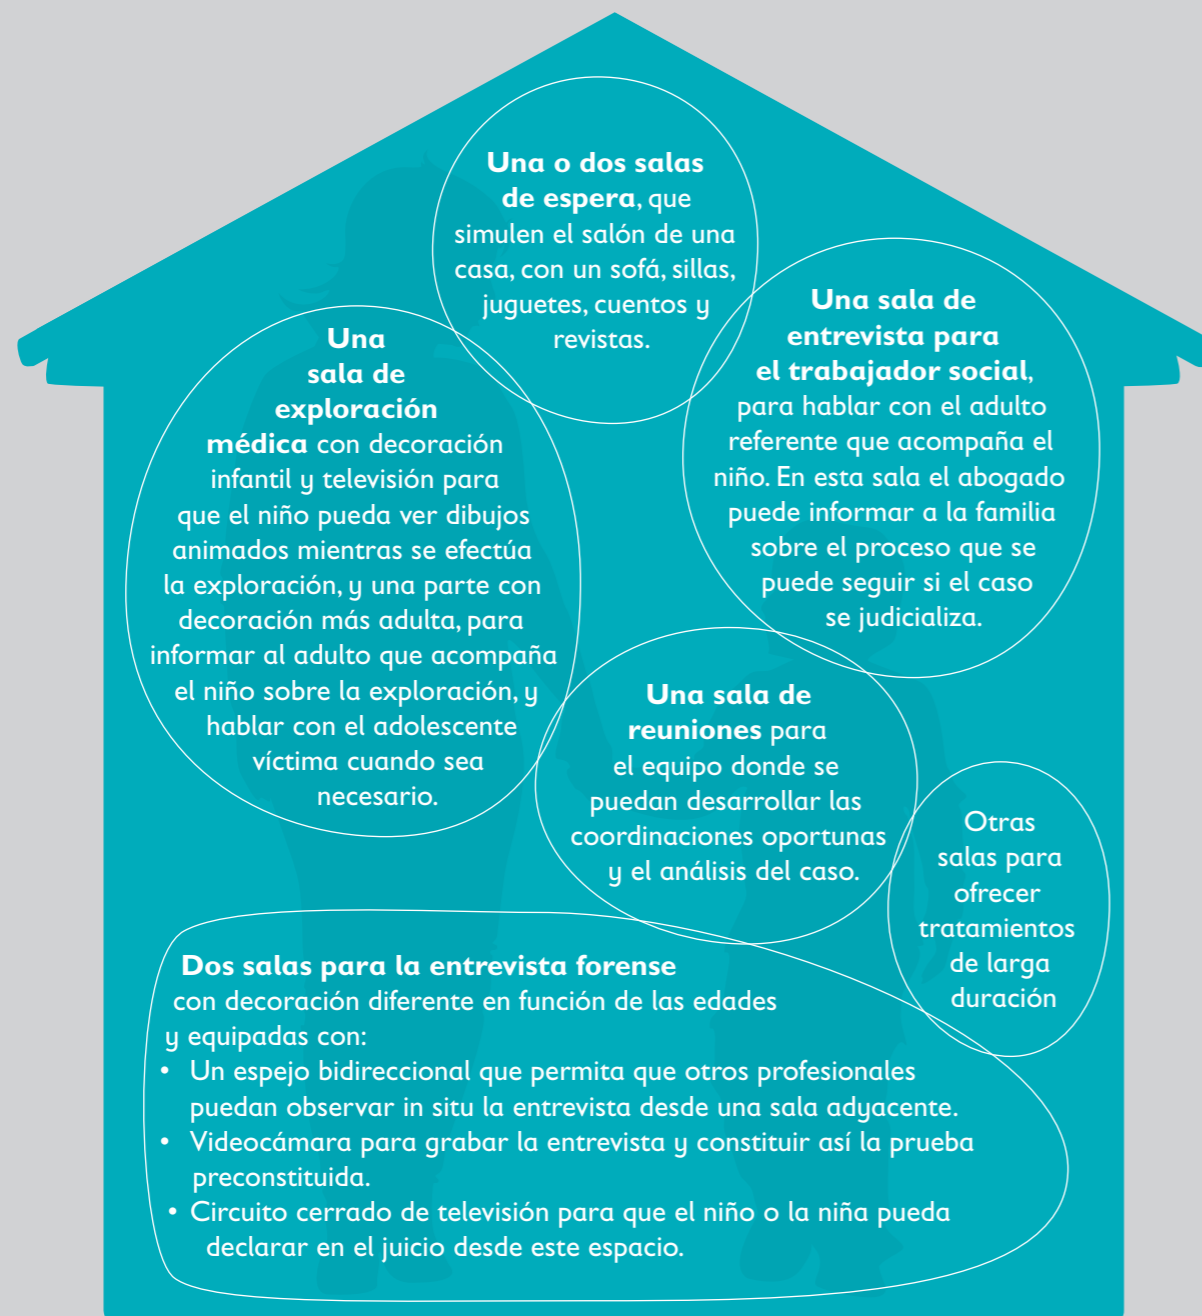 Una o dos salas
de espera, que
simulen el salón de una
casa, con un sofá, sillas,
juguetes, cuentos y
revistas.
Una
sala de
exploración
médica con decoración
infantil y televisión para
que el niño pueda ver dibujos
animados mientras se efectúa
la exploración, y una parte con
decoración más adulta, para
informar al adulto que acompaña
el niño sobre la exploración, y
hablar con el adolescente
víctima cuando sea
necesario.
Una sala de
entrevista para
el trabajador social,
para hablar con el adulto
referente que acompaña el
niño. En esta sala el abogado
puede informar a la familia
sobre el proceso que se
puede seguir si el caso
se judicializa.
Una sala de
reuniones para
el equipo donde se
puedan desarrollar las
coordinaciones oportunas
y el análisis del caso.
Otras
salas para
ofrecer
tratamientos
de larga
duración
Dos salas para la entrevista forense
con decoración diferente en función de las edades
y equipadas con:
• Un espejo bidireccional que permita que otros profesionales
puedan observar in situ la entrevista desde una sala adyacente.
• Videocámara para grabar la entrevista y constituir así la prueba
preconstituida.
• Circuito cerrado de televisión para que el niño o la niña pueda
declarar en el juicio desde este espacio.